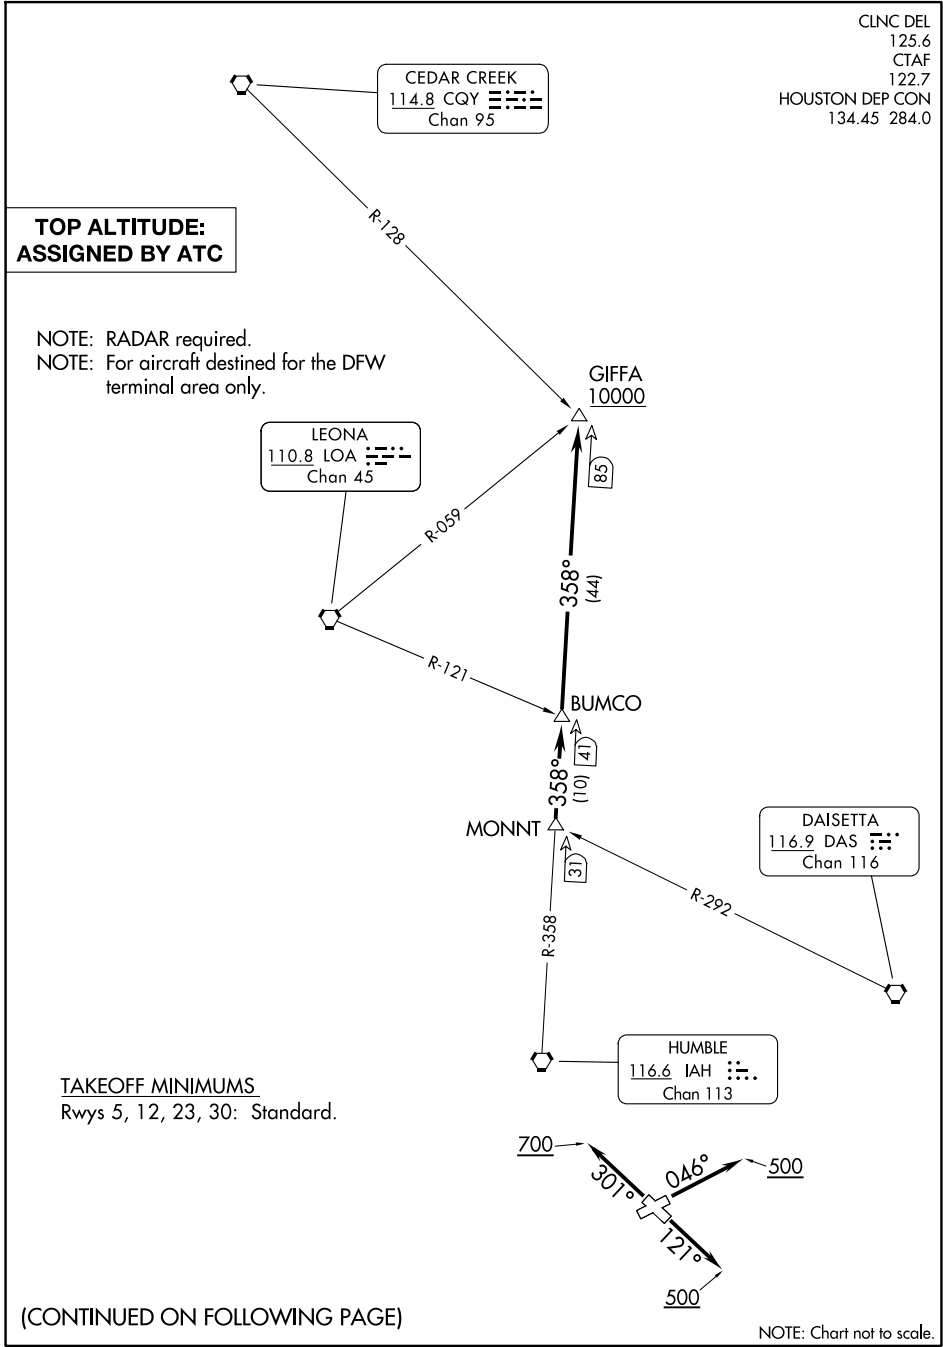 CLNC DEL
125.6
CTAF
122.7
HOUSTON DEP CON
134.45 284.0
CEDAR CREEK
114.8 CQY
Chan 95
R-128
TOP ALTITUDE:
ASSIGNED BY ATC
NOTE: RADAR required.
NOTE: For aircraft destined for the DFW
terminal area only.
GIFFA
10000
LEONA
110.8 LOA
Chan 45
85
R-059
358°
(44)
R-121
BUMCO
41
358°
(10)
MONNT
31
DAISETTA
116.9 DAS
Chan 116
R-292
R-358
HUMBLE
116.6 IAH
Chan 113
TAKEOFF MINIMUMS
Rwys 5, 12, 23, 30: Standard.
700
301°
046°
500
121°
500
(CONTINUED ON FOLLOWING PAGE)
NOTE: Chart not to scale.